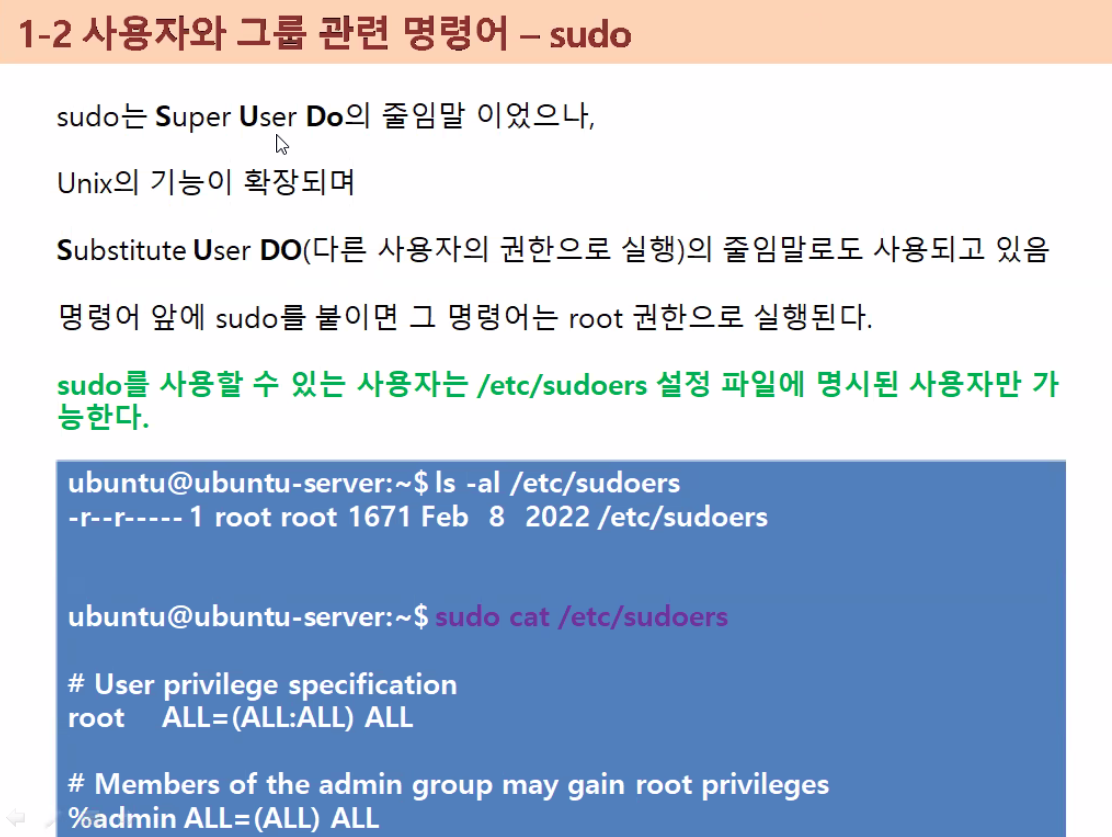 1-2 사용자와 그룹 관련 명령어 – sudo
sudo는 Super User Do의 줄임말 이었으나,
Unix의 기능이 확장되며
Substitute User DO(다른 사용자의 권한으로 실행)의 줄임말로도 사용되고 있음
명령어 앞에 sudo를 붙이면 그 명령어는 root 권한으로 실행된다.
sudo를 사용할 수 있는 사용자는 /etc/sudoers 설정 파일에 명시된 사용자만 가
능한다.
ubuntu@ubuntu-server:~$ ls -al /etc/sudoers
-r--r----- 1 root root 1671 Feb  8  2022 /etc/sudoers
ubuntu@ubuntu-server:~$ sudo cat /etc/sudoers
# User privilege specification
root    ALL=(ALL:ALL) ALL
# Members of the admin group may gain root privileges
%admin ALL=(ALL) ALL